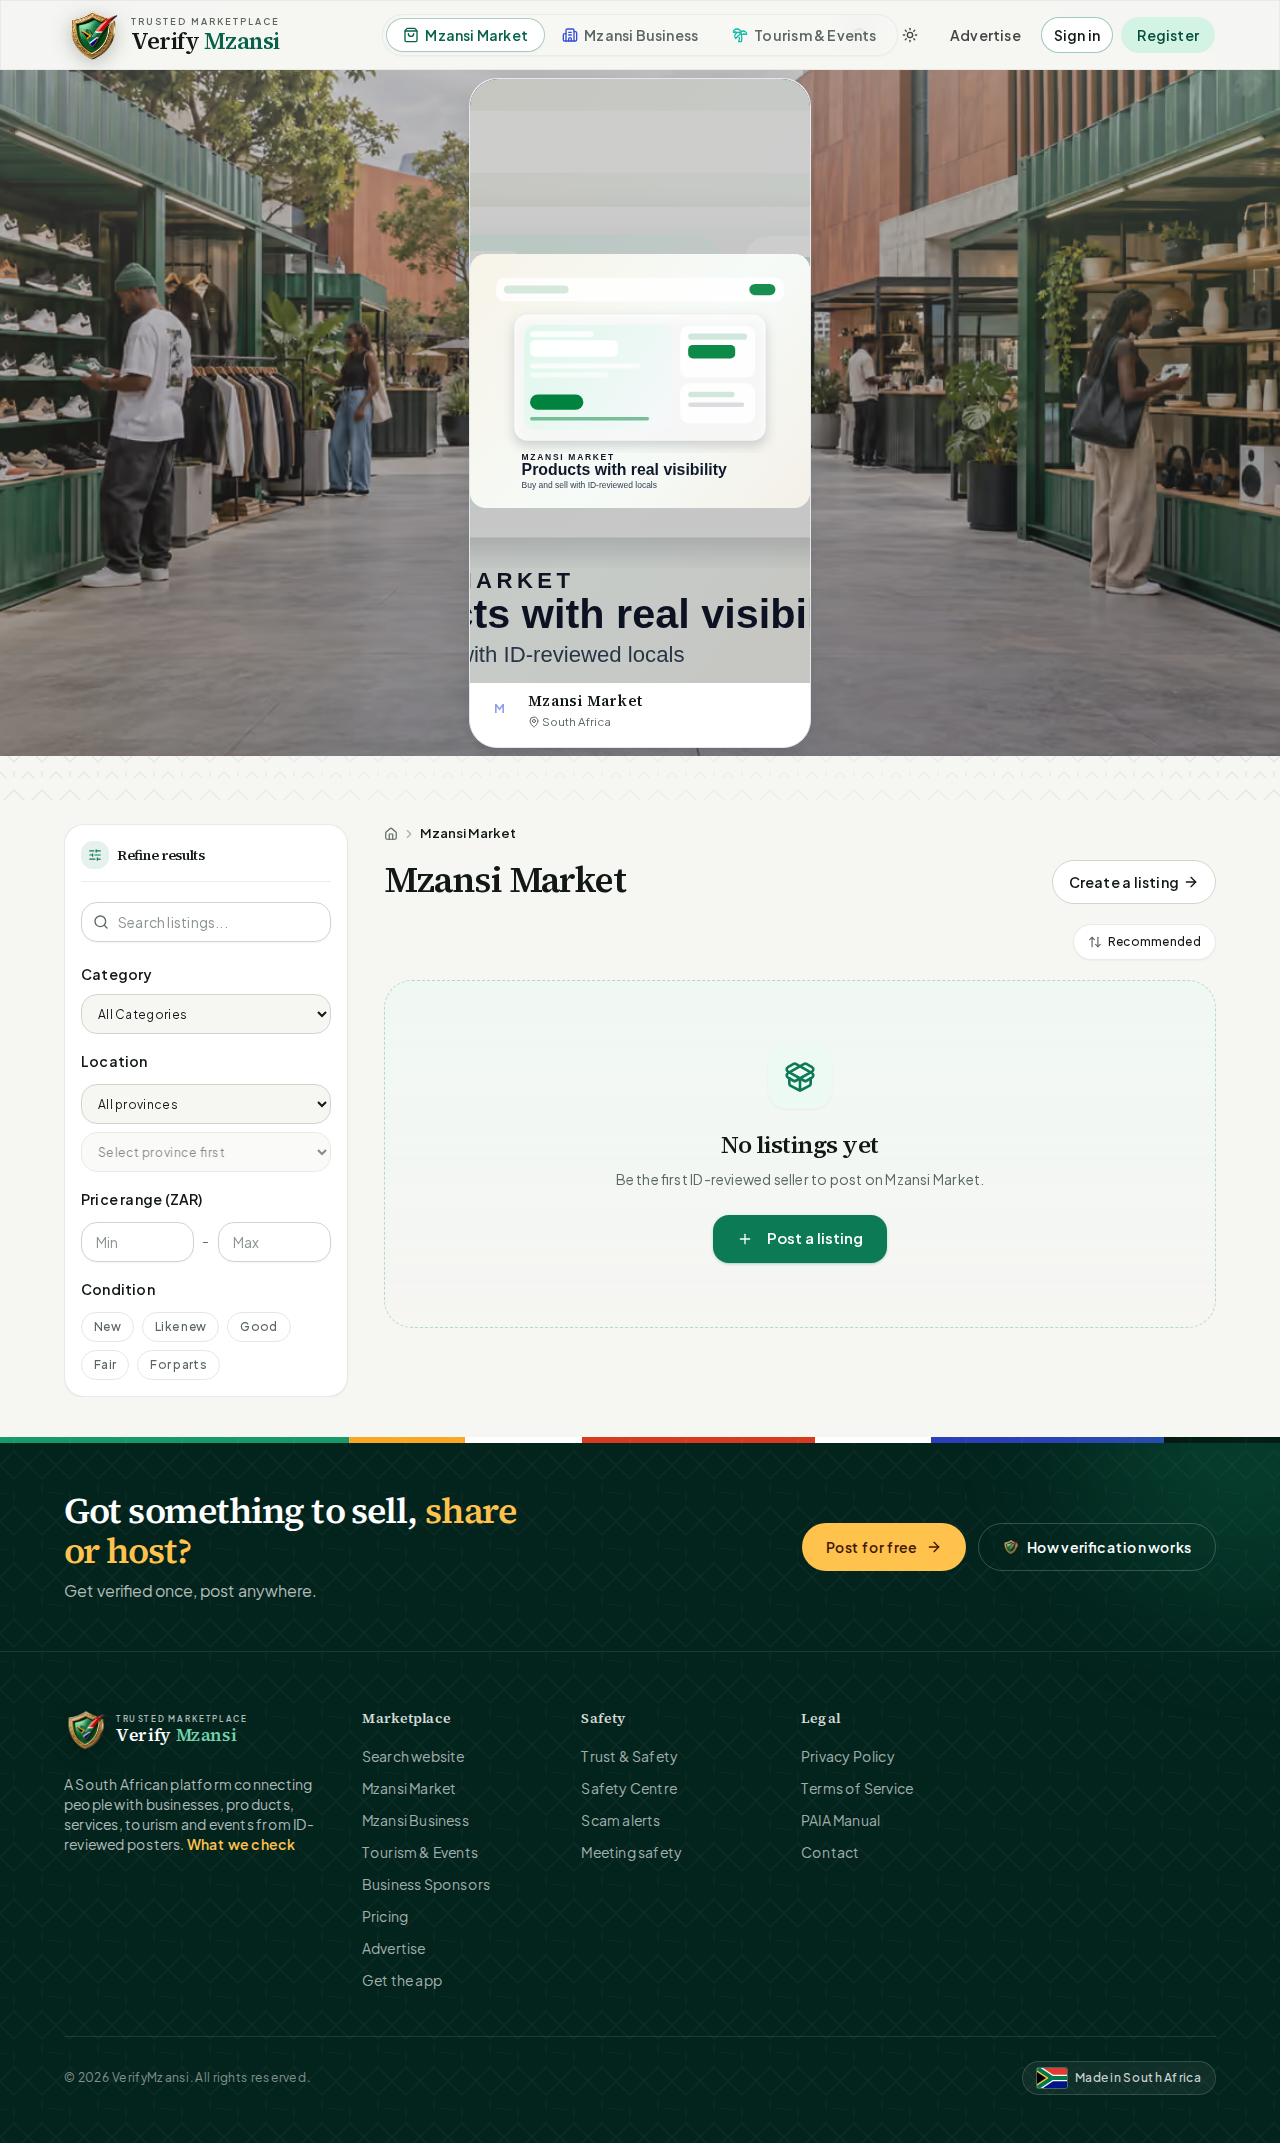 TRUSTED MARKETPLACE
Verify Mzansi
Mzansi Market
Mzansi Business
Tourism & Events
Advertise
Sign in
Register
MZANSI MARKET
Products with real visibility
Buy and sell with ID-reviewed locals
ARKET
cts with real visibi
with ID-reviewed locals
M
Mzansi Market
South Africa
Refine results
Search listings...
Category
All Categories
Location
All provinces
Select province first
Price range (ZAR)
Min
-
Max
Condition
New
Like new
Good
Fair
For parts
Mzansi Market
Mzansi Market
Create a listing
Recommended
No listings yet
Be the first ID-reviewed seller to post on Mzansi Market.
Post a listing
Got something to sell, share
or host?
Get verified once, post anywhere.
Post for free
How verification works
TRUSTED MARKETPLACE
Verify Mzansi
A South African platform connecting
people with businesses, products,
services, tourism and events from ID-
reviewed posters. What we check
Marketplace
Search website
Mzansi Market
Mzansi Business
Tourism & Events
Business Sponsors
Pricing
Advertise
Get the app
Safety
Trust & Safety
Safety Centre
Scam alerts
Meeting safety
Legal
Privacy Policy
Terms of Service
PAIA Manual
Contact
© 2026 VerifyMzansi. All rights reserved.
Made in South Africa